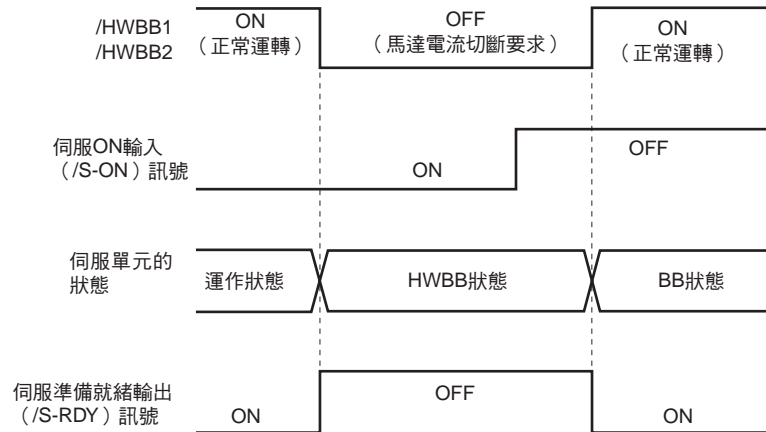 /HWBB1
/HWBB2
ON
（正常運轉）
OFF
（馬達電流切斷要求）
ON
（正常運轉）
伺服ON輸入
（/S-ON）訊號
ON
OFF
伺服單元的
狀態
運作狀態
HWBB狀態
BB狀態
伺服準備就緒輸出
（/S-RDY）訊號
ON
OFF
ON